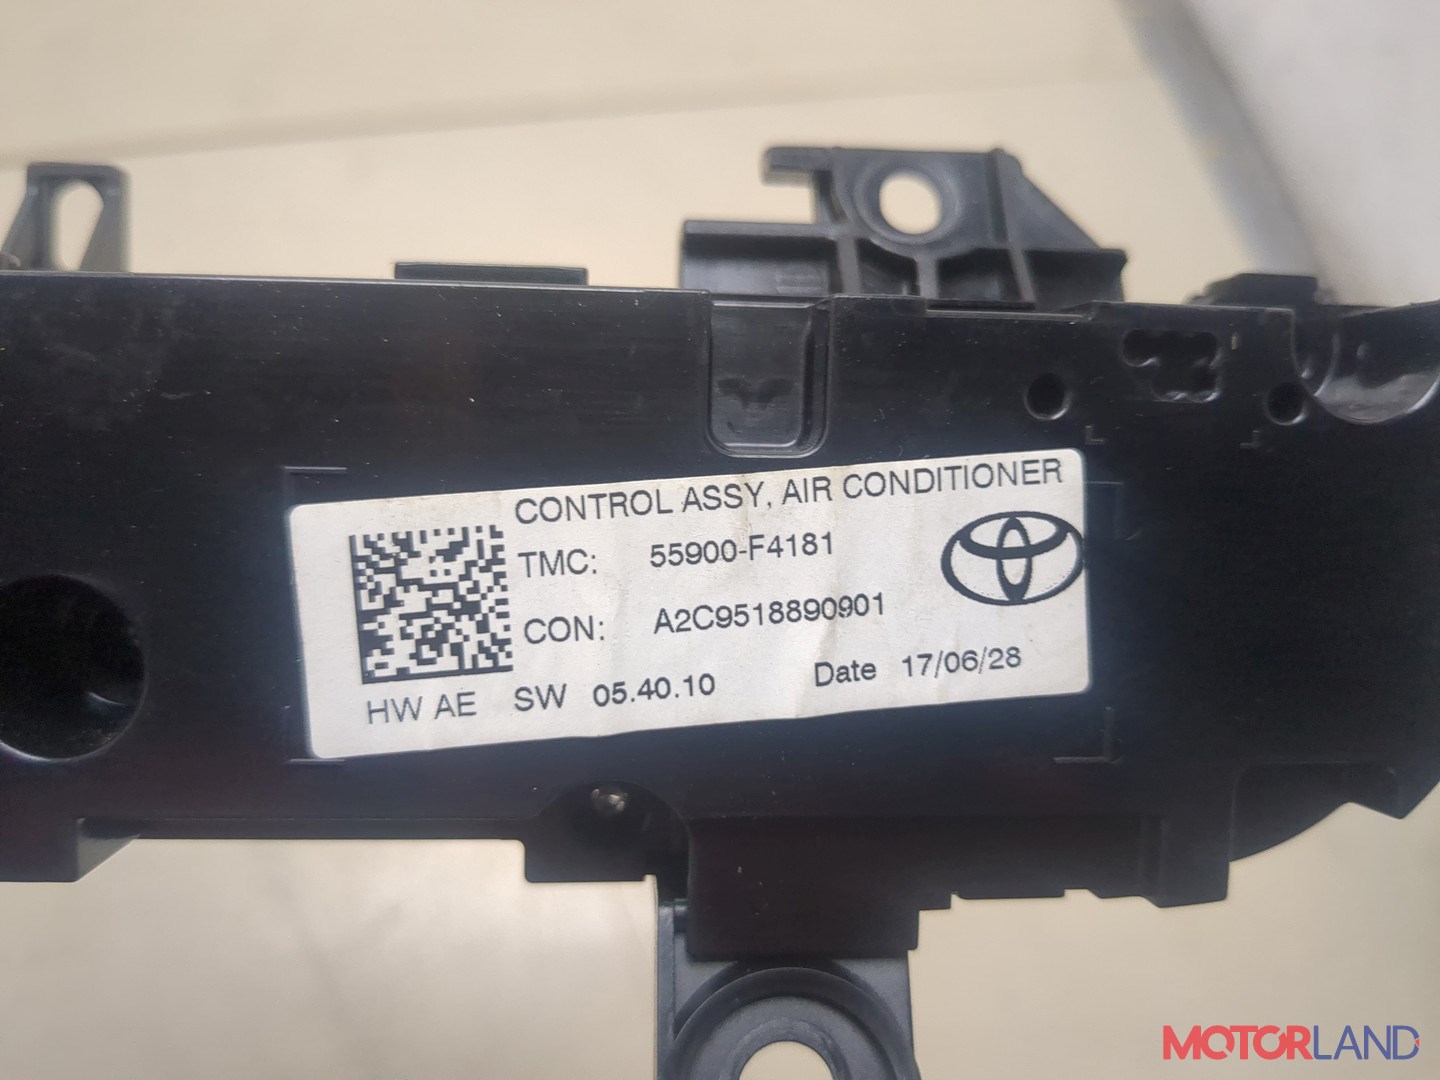 CONTROL ASSY, AIR CONDITIONER
TMC: 55900-F4181
CON: A2C9518890901
HW AE SW 05.40.10 Date 17/06/28
MOTORLAND